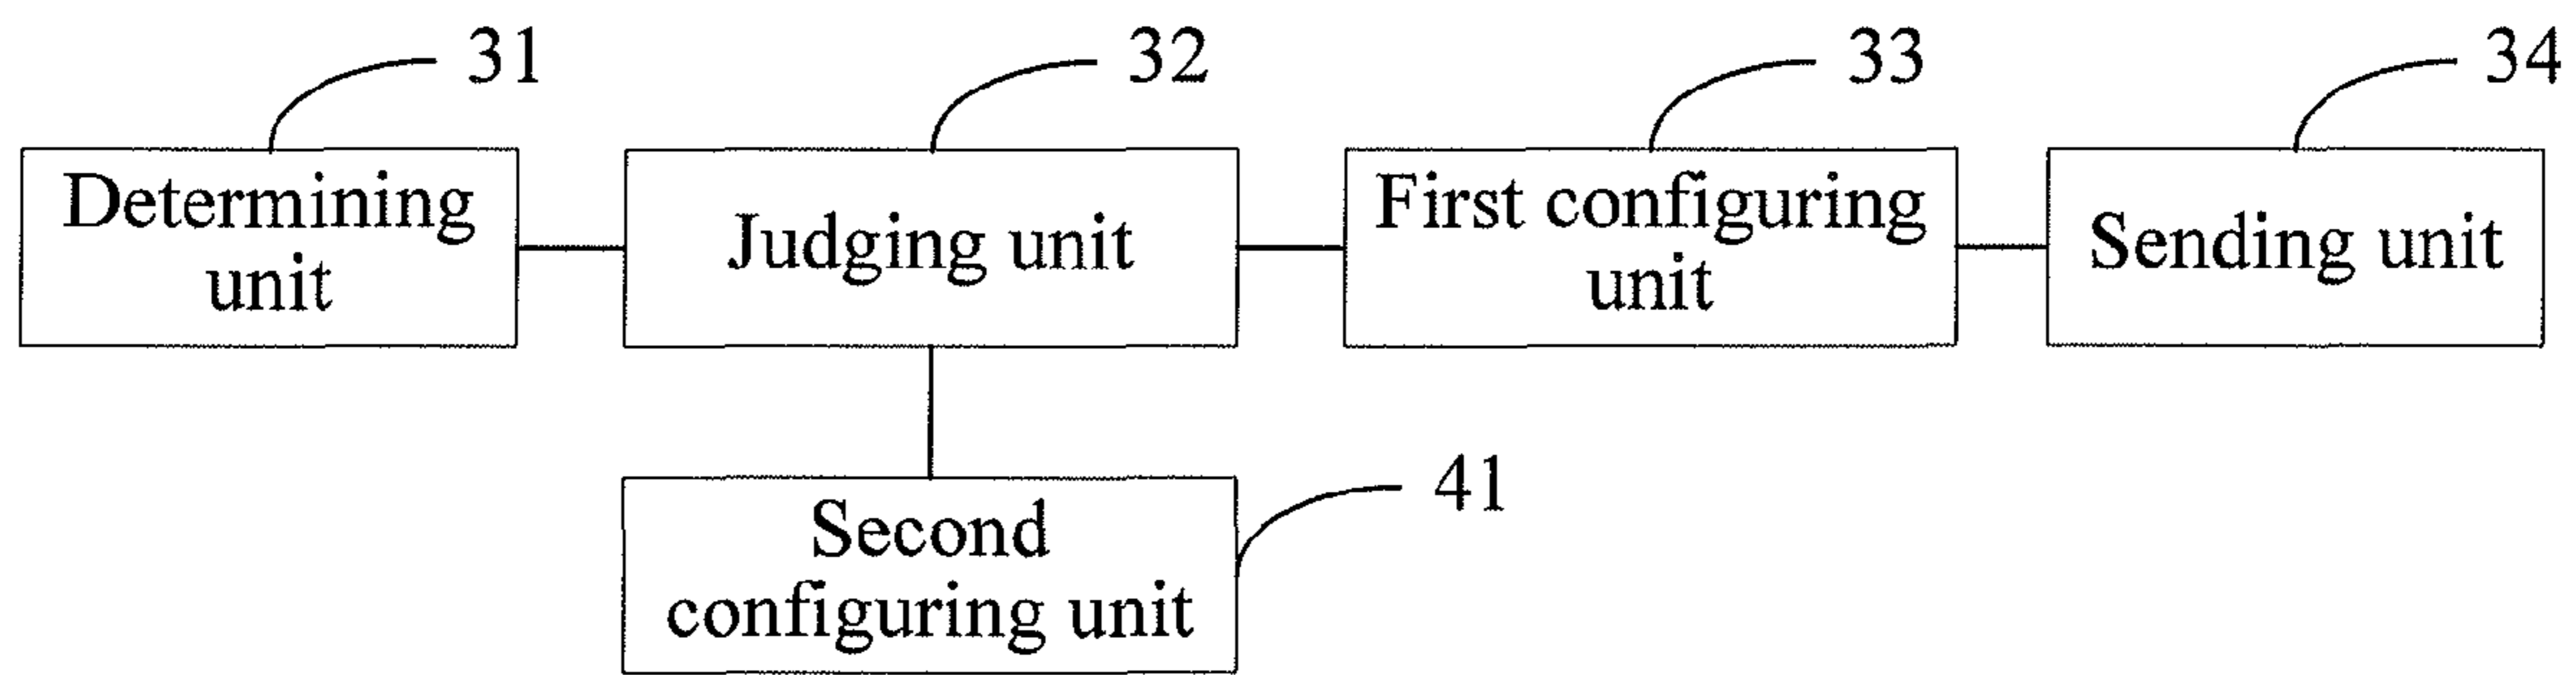 31
32
33
34
Determining
unit
Judging unit
First configuring
unit
Sending unit
41
Second
configuring unit